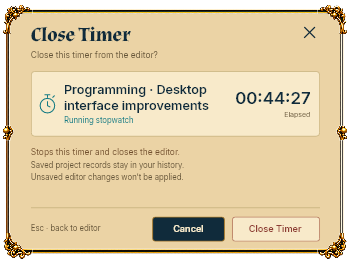 Close Timer
Close this timer from the editor?
Programming · Desktop
interface improvements
Running stopwatch
00:44:27
Elapsed
Stops this timer and closes the editor.
Saved project records stay in your history.
Unsaved editor changes won't be applied.
Esc · back to editor
Cancel
Close Timer